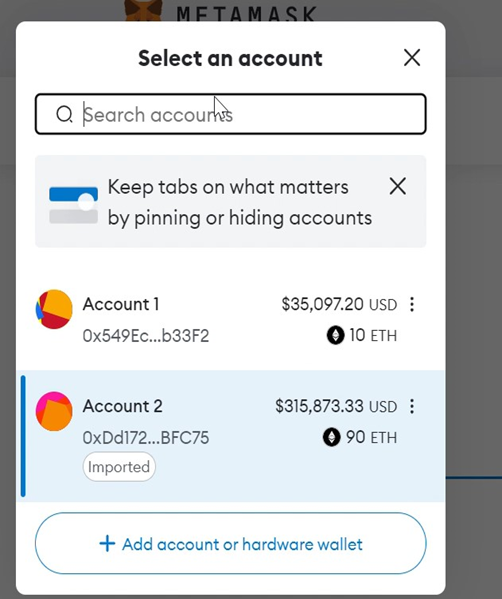 METAMASK
Select an account
Search accounts
Keep tabs on what matters
by pinning or hiding accounts
Account 1
$35,097.20 USD
0x549Ec...b33F2
10 ETH
Account 2
$315,873.33 USD
0xDd172...BFC75
90 ETH
Imported
+ Add account or hardware wallet